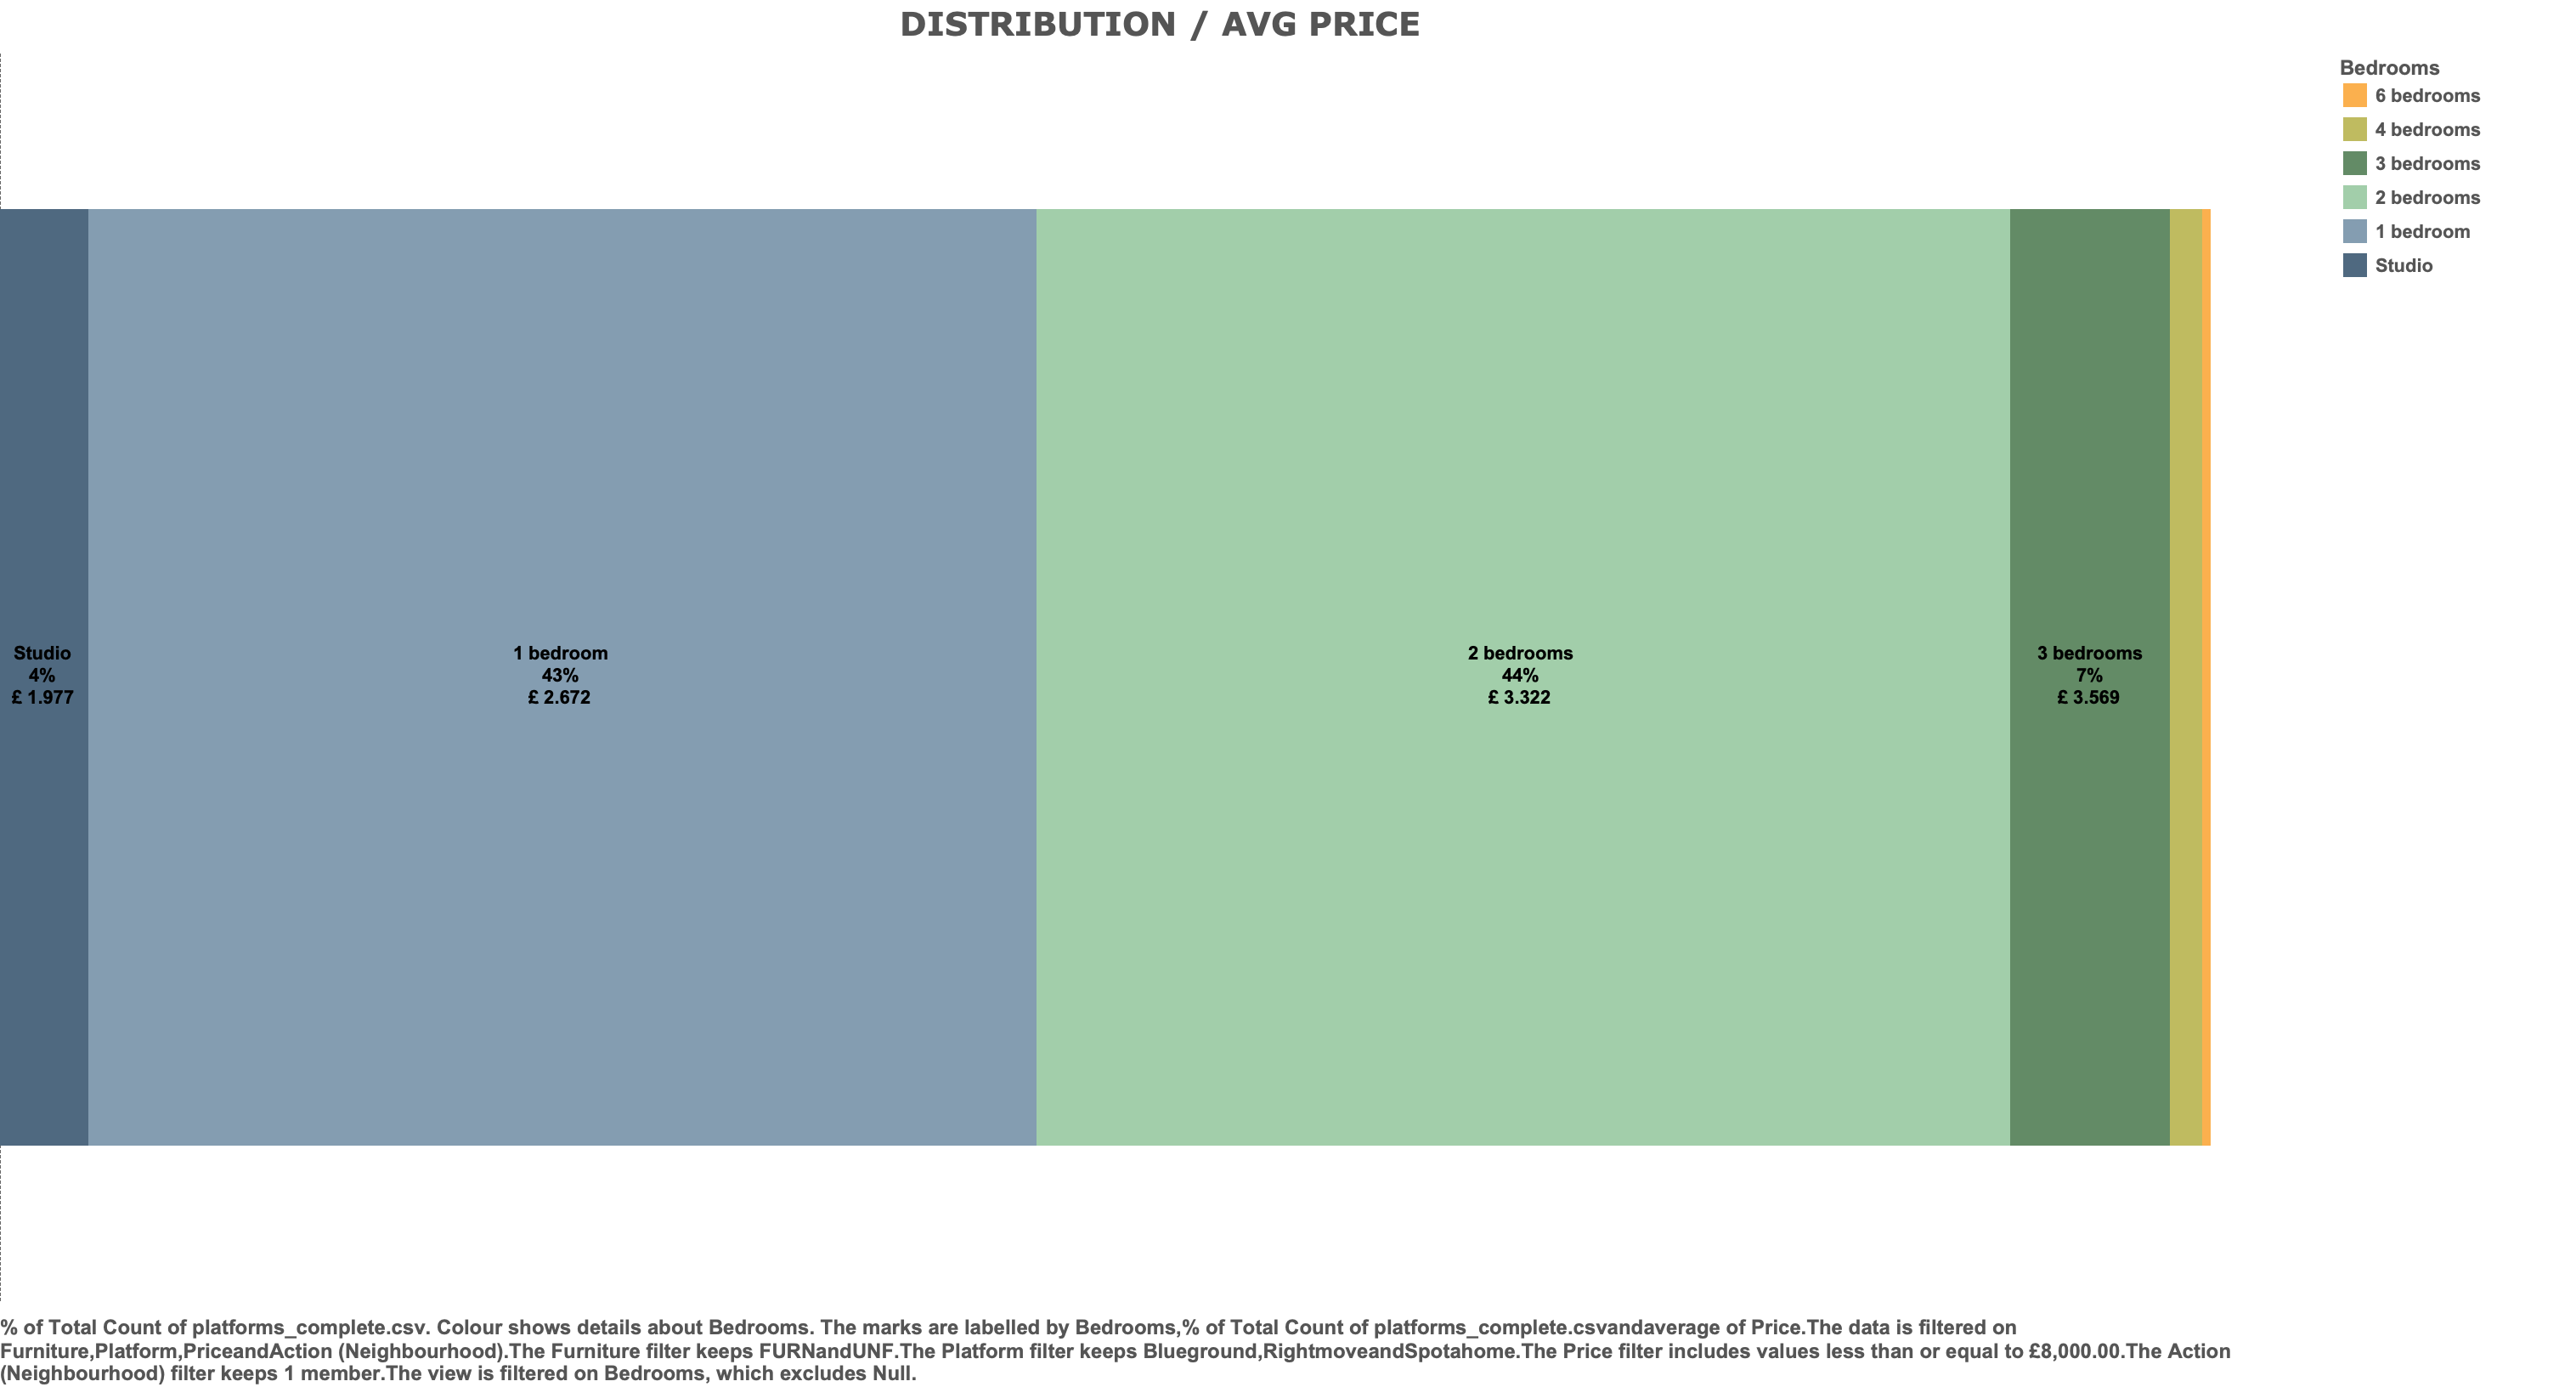 DISTRIBUTION / AVG PRICE
Bedrooms
6 bedrooms
4 bedrooms
3 bedrooms
2 bedrooms
1 bedroom
Studio
Studio
4%
£ 1.977
1 bedroom
43%
£ 2.672
2 bedrooms
44%
£ 3.322
3 bedrooms
7%
£ 3.569
% of Total Count of platforms_complete.csv. Colour shows details about Bedrooms. The marks are labelled by Bedrooms,% of Total Count of platforms_complete.csvandaverage of Price.The data is filtered on
Furniture,Platform,PriceandAction (Neighbourhood).The Furniture filter keeps FURNandUNF.The Platform filter keeps Blueground,RightmoveandSpotahome.The Price filter includes values less than or equal to £8,000.00.The Action
(Neighbourhood) filter keeps 1 member.The view is filtered on Bedrooms, which excludes Null.